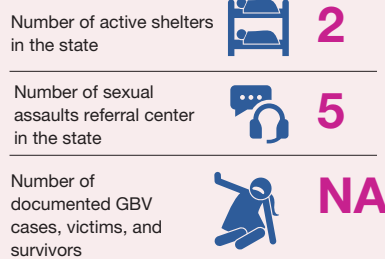 Number of active shelters
in the state
2
Number of sexual
assaults referral center
in the state
5
Number of
documented GBV
cases, victims, and
survivors
NA